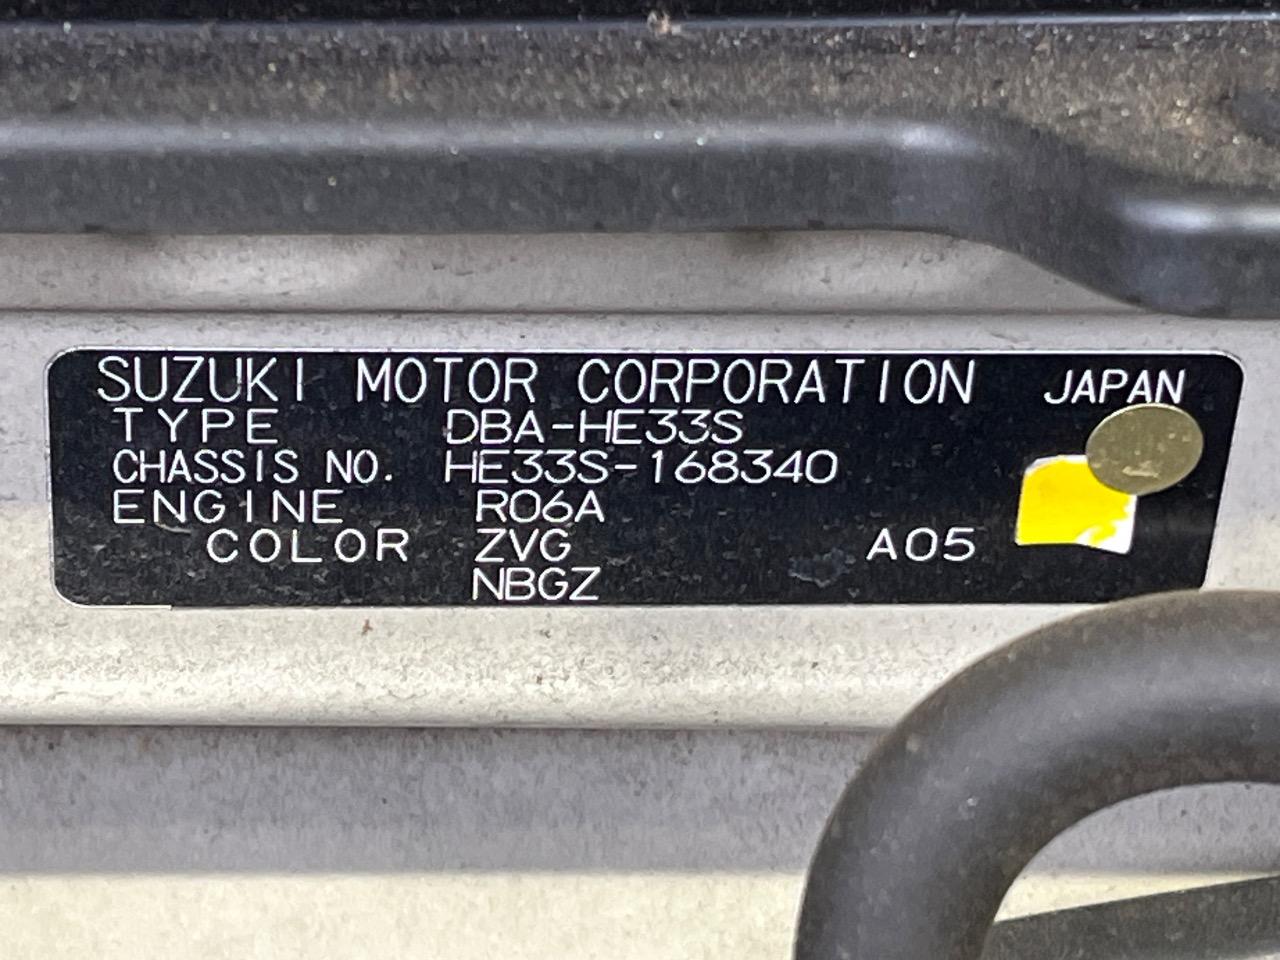 SUZUKI MOTOR CORPORATION JAPAN
TYPE DBA-HE33S
CHASSIS NO. HE33S-168340
ENGINE R06A
COLOR ZVG A05
NBGZ